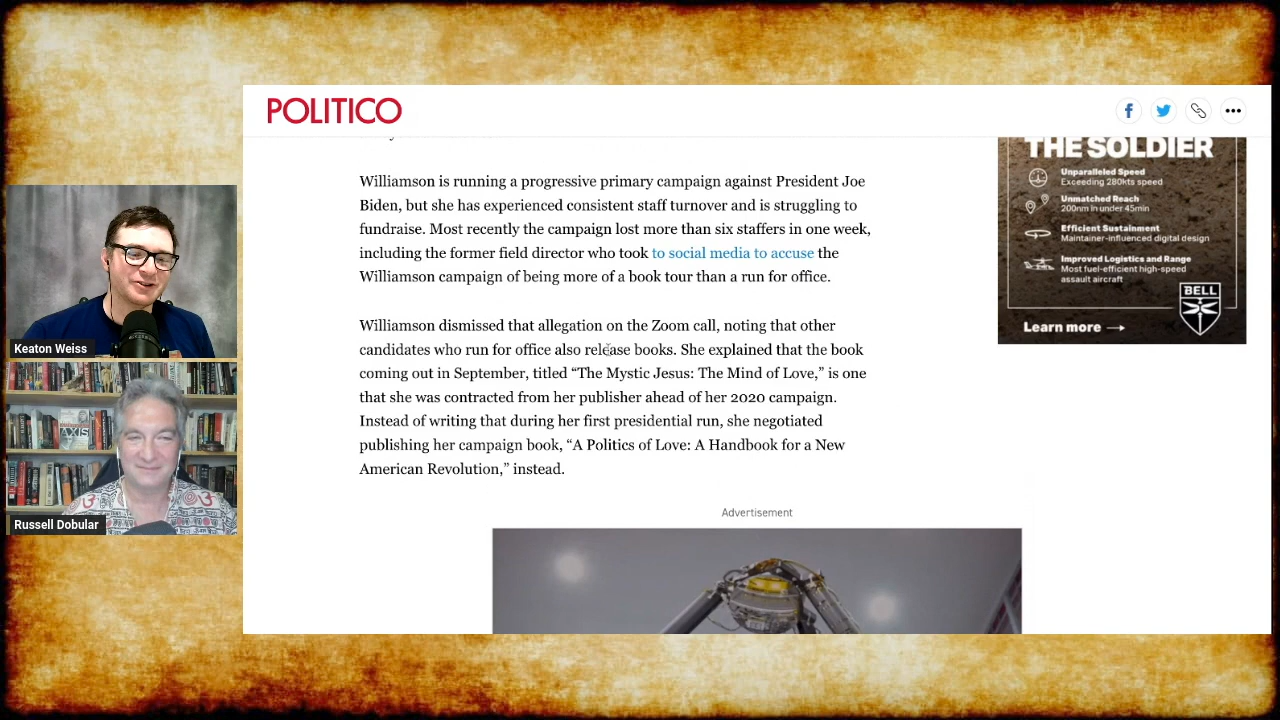 POLITICO
Williamson is running a progressive primary campaign against President Joe
Biden, but she has experienced consistent staff turnover and is struggling to
fundraise. Most recently the campaign lost more than six staffers in one week,
including the former field director who took to social media to accuse the
Williamson campaign of being more of a book tour than a run for office.
Williamson dismissed that allegation on the Zoom call, noting that other
candidates who run for office also release books. She explained that the book
coming out in September, titled “The Mystic Jesus: The Mind of Love,” is one
that she was contracted from her publisher ahead of her 2020 campaign.
Instead of writing that during her first presidential run, she negotiated
publishing her campaign book, “A Politics of Love: A Handbook for a New
American Revolution,” instead.
Advertisement
THE SOLDIER
Unparalleled Speed
Exceeding 280kts speed
Unmatched Reach
200nm in under 45min
Efficient Sustainment
Maintainer-influenced digital design
Improved Logistics and Range
Most fuel-efficient high-speed
assault aircraft
BELL
Learn more →
Keaton Weiss
AXIS
Russell Dobular